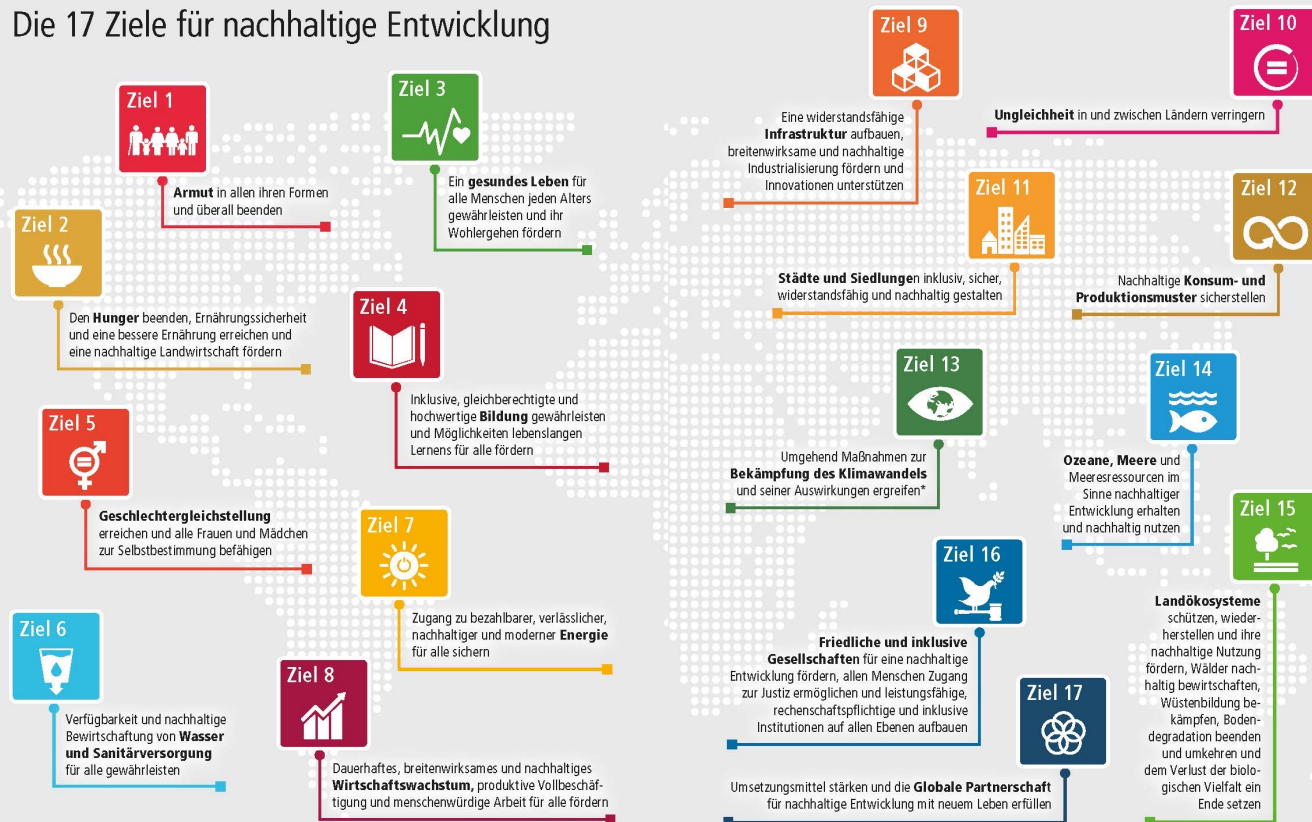 Die 17 Ziele für nachhaltige Entwicklung
Ziel 1
Armut in allen ihren Formen
und überall beenden
Ziel 2
Den Hunger beenden, Ernährungssicherheit
und eine bessere Ernährung erreichen und
eine nachhaltige Landwirtschaft fördern
Ziel 3
Ein gesundes Leben für
alle Menschen jeden Alters
gewährleisten und ihr
Wohlergehen fördern
Ziel 4
Inklusive, gleichberechtigte und
hochwertige Bildung gewährleisten
und Möglichkeiten lebenslangen
Lernens für alle fördern
Ziel 5
Geschlechtergleichstellung
erreichen und alle Frauen und Mädchen
zur Selbstbestimmung befähigen
Ziel 6
Verfügbarkeit und nachhaltige
Bewirtschaftung von Wasser
und Sanitärversorgung
für alle gewährleisten
Ziel 7
Zugang zu bezahlbarer, verlässlicher,
nachhaltiger und moderner Energie
für alle sichern
Ziel 8
Dauerhaftes, breitenwirksames und nachhaltiges
Wirtschaftswachstum, produktive Vollbeschäf-
tigung und menschenwürdige Arbeit für alle fördern
Ziel 9
Eine widerstandsfähige
Infrastruktur aufbauen,
breitenwirksame und nachhaltige
Industrialisierung fördern und
Innovationen unterstützen
Ziel 10
Ungleichheit in und zwischen Ländern verringern
Ziel 11
Städte und Siedlungen inklusiv, sicher,
widerstandsfähig und nachhaltig gestalten
Ziel 12
Nachhaltige Konsum- und
Produktionsmuster sicherstellen
Ziel 13
Umgehend Maßnahmen zur
Bekämpfung des Klimawandels
und seiner Auswirkungen ergreifen*
Ziel 14
Ozeane, Meere und
Meeresressourcen im
Sinne nachhaltiger
Entwicklung erhalten
und nachhaltig nutzen
Ziel 15
Landökosysteme
schützen, wieder-
herstellen und ihre
nachhaltige Nutzung
fördern, Wälder nach-
haltig bewirtschaften,
Wüstenbildung be-
kämpfen, Boden-
degradation beenden
und umkehren und
dem Verlust der biolo-
gischen Vielfalt ein
Ende setzen
Ziel 16
Friedliche und inklusive
Gesellschaften für eine nachhaltige
Entwicklung fördern, allen Menschen Zugang
zur Justiz ermöglichen und leistungsfähige,
rechenschaftspflichtige und inklusive
Institutionen auf allen Ebenen aufbauen
Ziel 17
Umsetzungsmittel stärken und die Globale Partnerschaft
für nachhaltige Entwicklung mit neuem Leben erfüllen